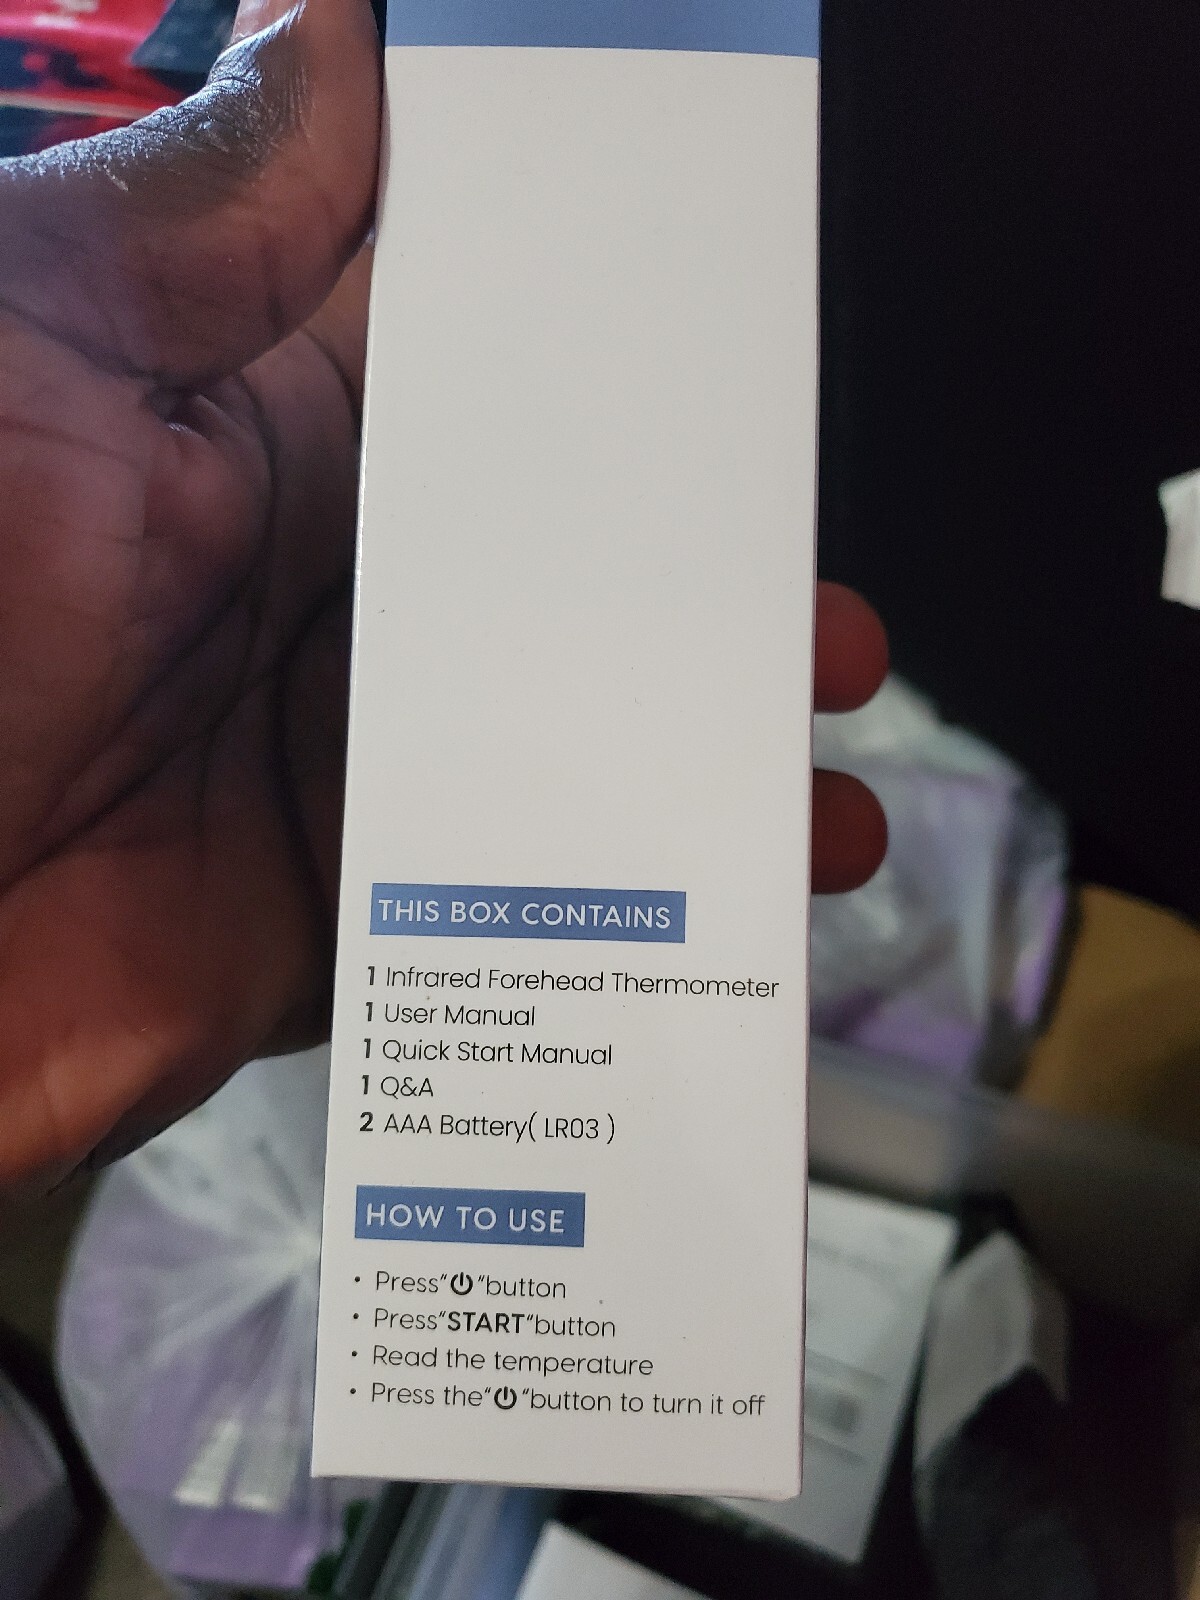 THIS BOX CONTAINS
1 Infrared Forehead Thermometer
1 User Manual
1 Quick Start Manual
1 Q&A
2 AAA Battery( LR03 )
HOW TO USE
• Press"⏻"button
• Press"START"button
• Read the temperature
• Press the"⏻"button to turn it off